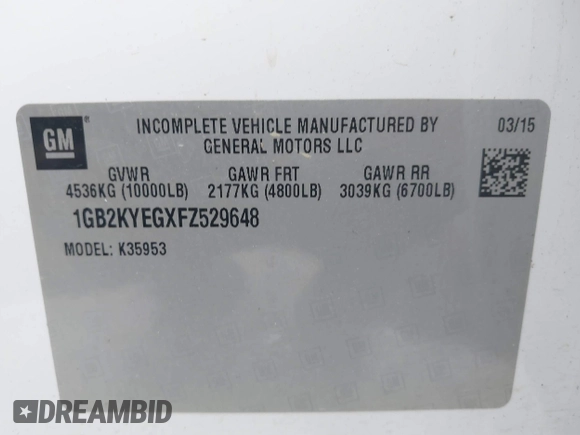 GM ®
INCOMPLETE VEHICLE MANUFACTURED BY
GENERAL MOTORS LLC
03/15
GVWR GAWR FRT GAWR RR
4536KG (10000LB) 2177KG (4800LB) 3039KG (6700LB)
1GB2KYEGXFZ529648
MODEL: K35953
DREAMBID